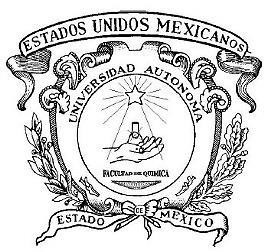 ESTADOS UNIDOS MEXICANOS
UNIVERSIDAD AUTONOMA
FACULTAD DE QUIMICA
ESTADO DE MEXICO